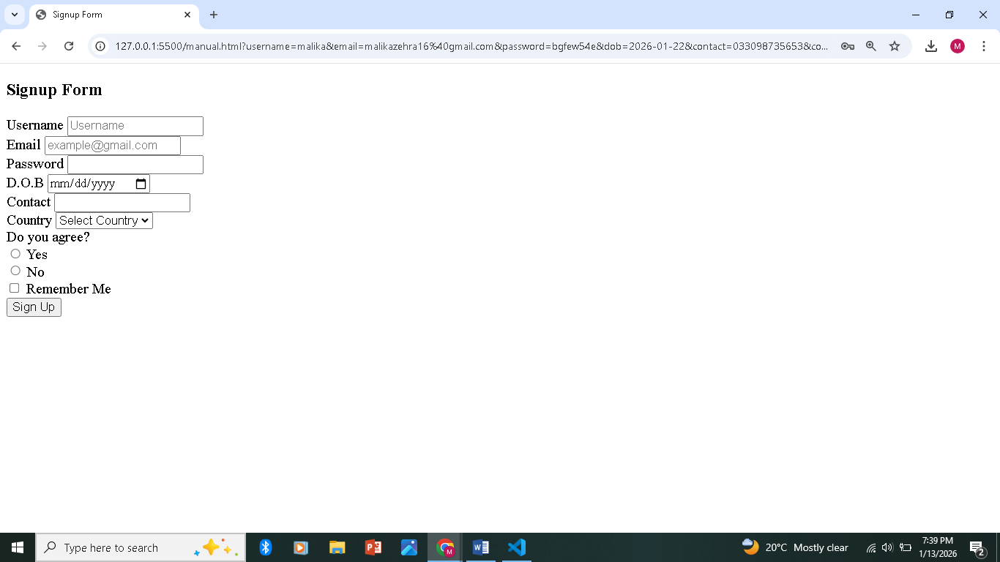 Signup Form
127.0.0.1:5500/manual.html?username=malika&email=malikazehra16%40gmail.com&password=bgfew54e&dob=2026-01-22&contact=033098735653&co...
M
Signup Form
Username Username
Email example@gmail.com
Password
D.O.B mm/dd/yyyy
Contact
Country Select Country
Do you agree?
Yes
No
Remember Me
Sign Up
Type here to search
20°C Mostly clear
7:39 PM
1/13/2026
2